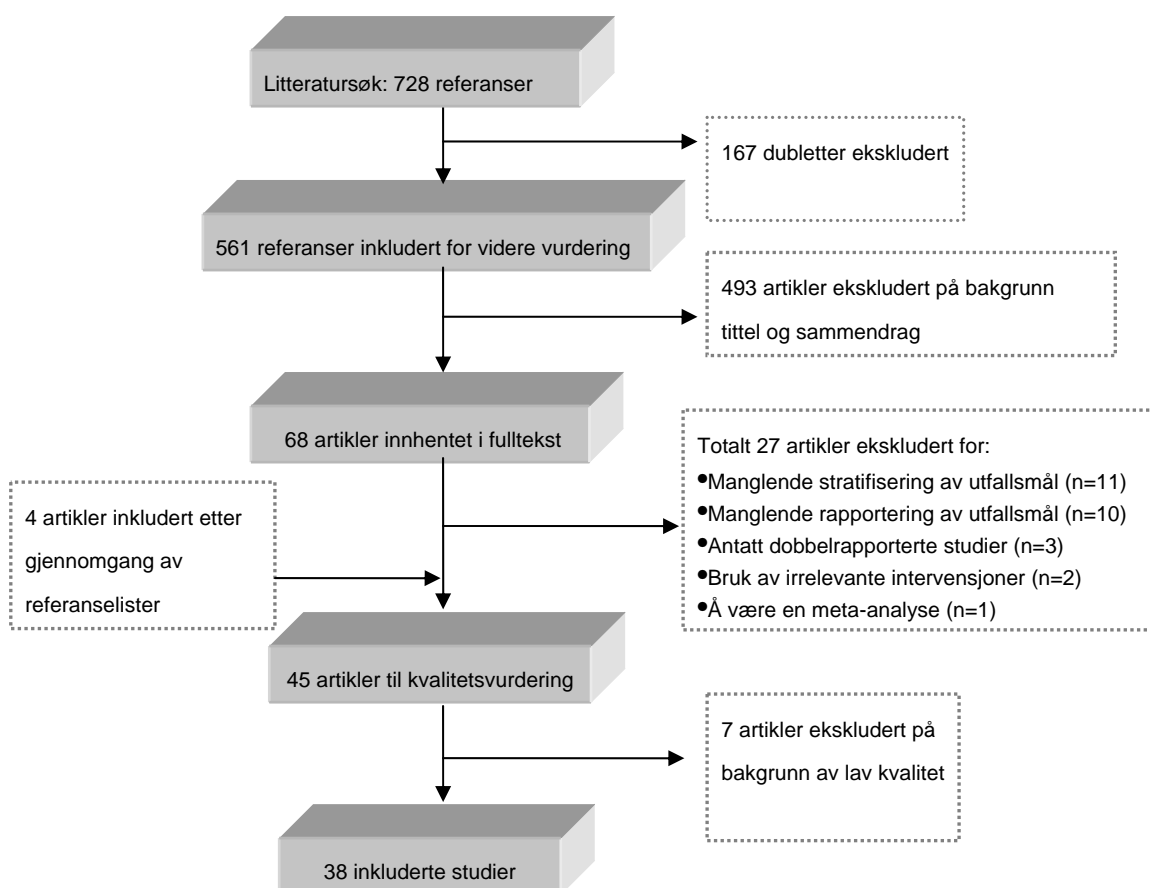 Litteratursøk: 728 referanser
167 dubletter ekskludert
561 referanser inkludert for videre vurdering
493 artikler ekskludert på bakgrunn
tittel og sammendrag
68 artikler innhentet i fulltekst
Totalt 27 artikler ekskludert for:
•Manglende stratifisering av utfallsmål (n=11)
•Manglende rapportering av utfallsmål (n=10)
•Antatt dobbelrapporterte studier (n=3)
•Bruk av irrelevante intervensjoner (n=2)
•Å være en meta-analyse (n=1)
4 artikler inkludert etter
gjennomgang av
referanselister
45 artikler til kvalitetsvurdering
7 artikler ekskludert på
bakgrunn av lav kvalitet
38 inkluderte studier